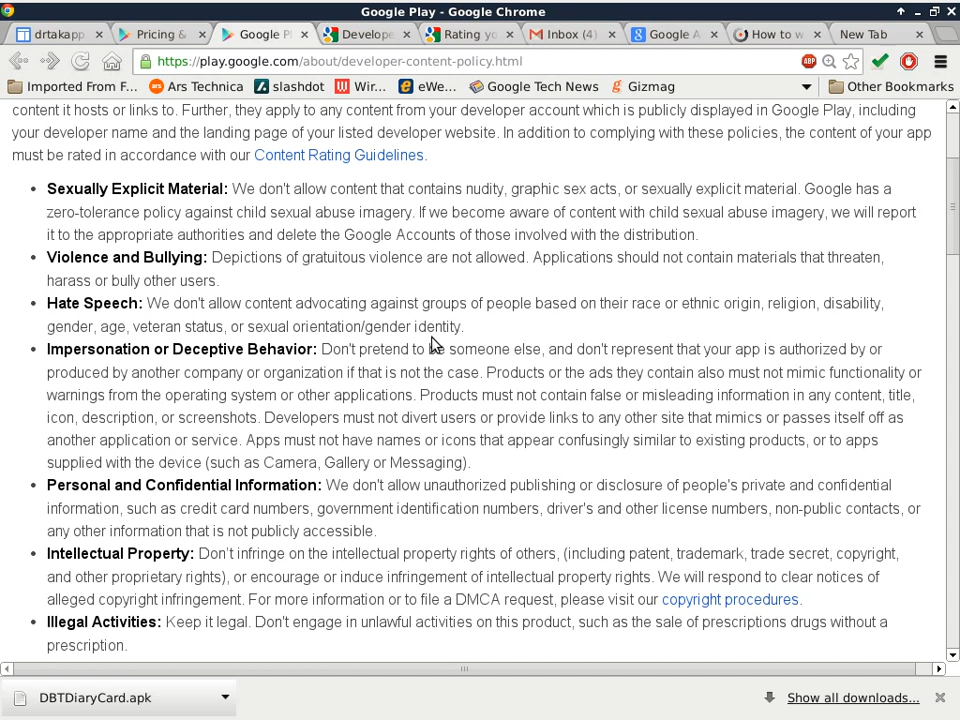 Google Play - Google Chrome
drtakapp
Pricing &
Google P
Develope
Rating yo
Inbox (4)
Google A
How to w
New Tab
https://play.google.com/about/developer-content-policy.html
ABP
Imported From F...
Ars Technica
slashdot
Wir...
eWe...
Google Tech News
Gizmag
Other Bookmarks
content it hosts or links to. Further, they apply to any content from your developer account which is publicly displayed in Google Play, including
your developer name and the landing page of your listed developer website. In addition to complying with these policies, the content of your app
must be rated in accordance with our Content Rating Guidelines.
• Sexually Explicit Material: We don't allow content that contains nudity, graphic sex acts, or sexually explicit material. Google has a
zero-tolerance policy against child sexual abuse imagery. If we become aware of content with child sexual abuse imagery, we will report
it to the appropriate authorities and delete the Google Accounts of those involved with the distribution.
• Violence and Bullying: Depictions of gratuitous violence are not allowed. Applications should not contain materials that threaten,
harass or bully other users.
• Hate Speech: We don't allow content advocating against groups of people based on their race or ethnic origin, religion, disability,
gender, age, veteran status, or sexual orientation/gender identity.
• Impersonation or Deceptive Behavior: Don't pretend to be someone else, and don't represent that your app is authorized by or
produced by another company or organization if that is not the case. Products or the ads they contain also must not mimic functionality or
warnings from the operating system or other applications. Products must not contain false or misleading information in any content, title,
icon, description, or screenshots. Developers must not divert users or provide links to any other site that mimics or passes itself off as
another application or service. Apps must not have names or icons that appear confusingly similar to existing products, or to apps
supplied with the device (such as Camera, Gallery or Messaging).
• Personal and Confidential Information: We don't allow unauthorized publishing or disclosure of people's private and confidential
information, such as credit card numbers, government identification numbers, driver's and other license numbers, non-public contacts, or
any other information that is not publicly accessible.
• Intellectual Property: Don't infringe on the intellectual property rights of others, (including patent, trademark, trade secret, copyright,
and other proprietary rights), or encourage or induce infringement of intellectual property rights. We will respond to clear notices of
alleged copyright infringement. For more information or to file a DMCA request, please visit our copyright procedures.
• Illegal Activities: Keep it legal. Don't engage in unlawful activities on this product, such as the sale of prescriptions drugs without a
prescription.
DBTDiaryCard.apk
Show all downloads...